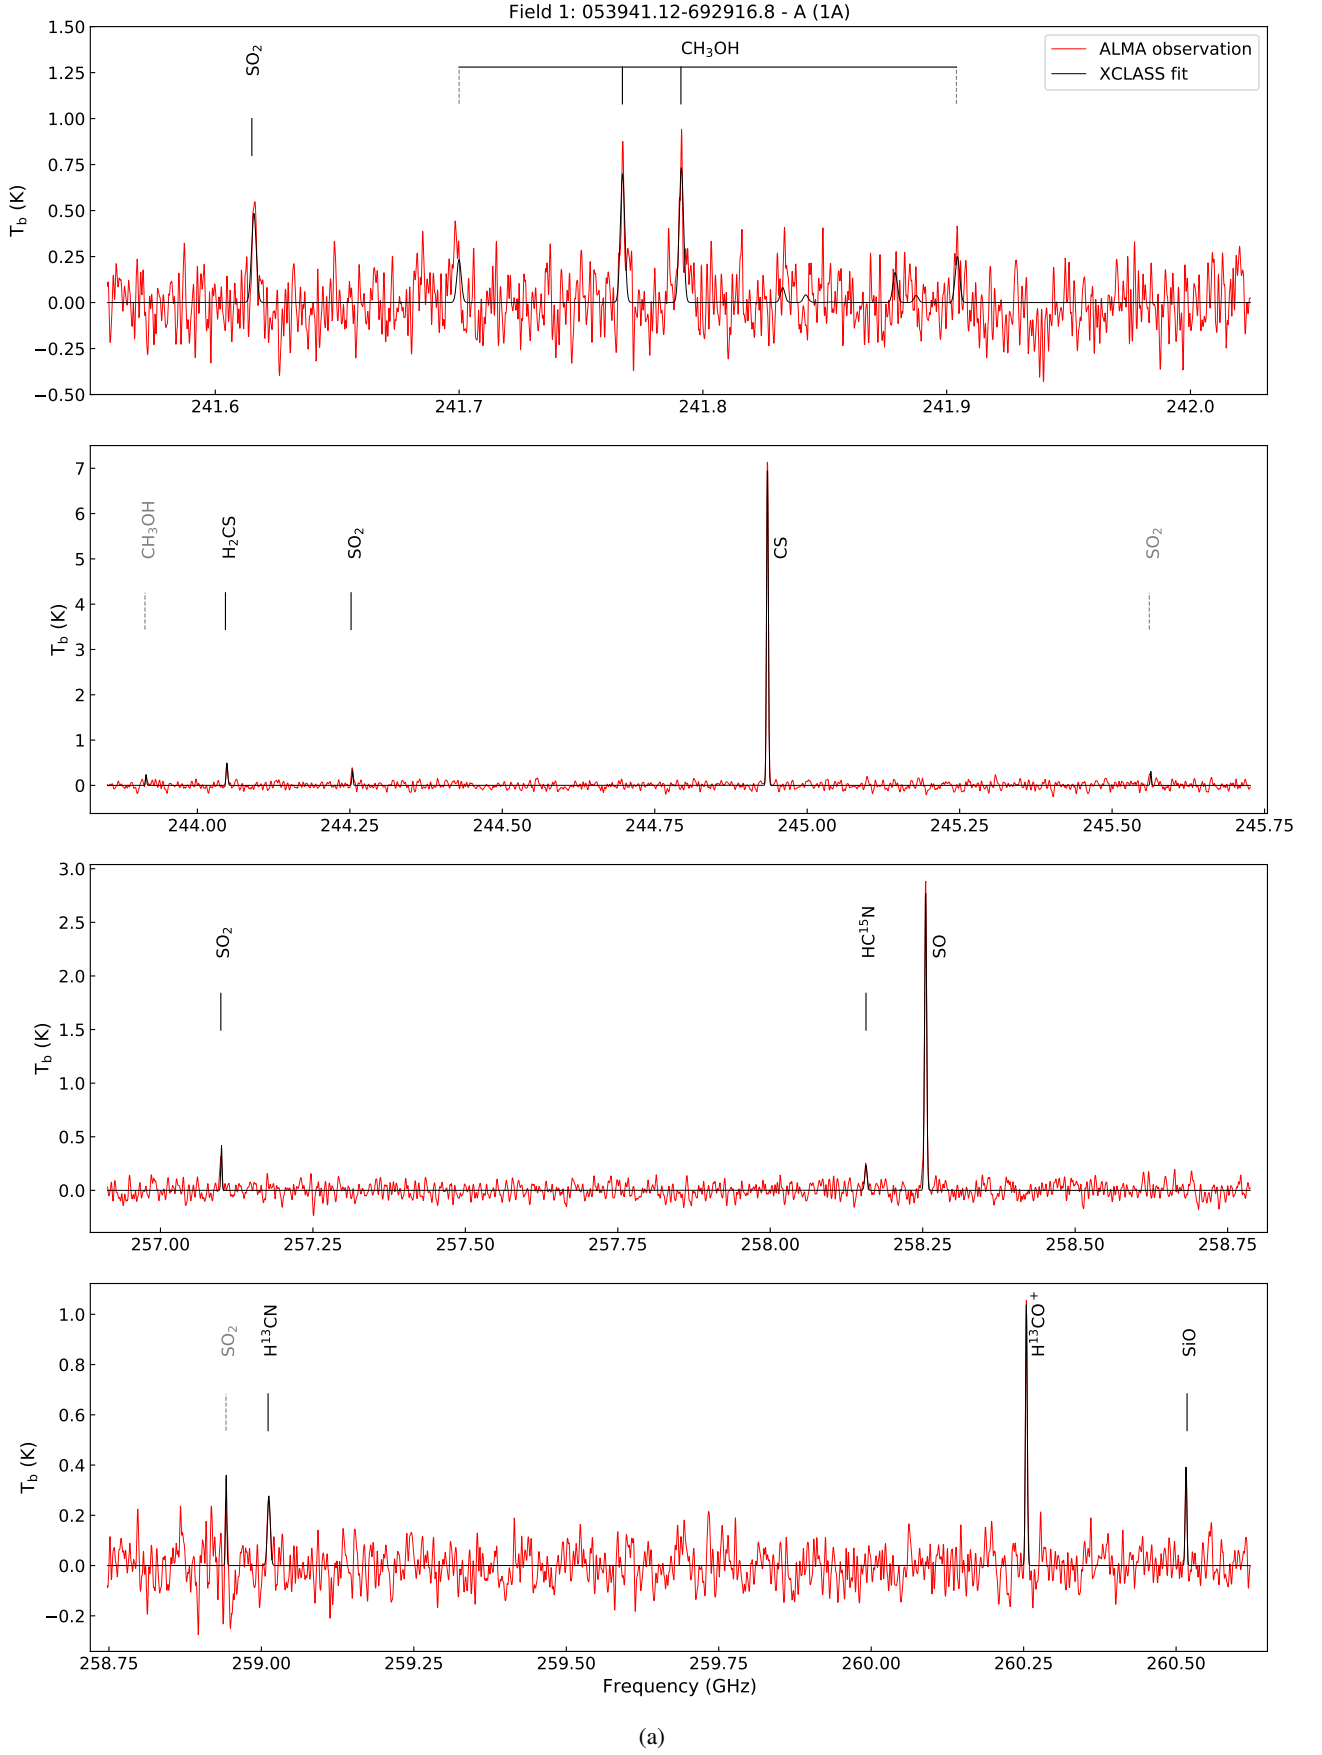 Field 1: 053941.12-692916.8 - A (1A)
SO₂
CH₃OH
ALMA observation
XCLASS fit
T_b (K)
1.50
1.25
1.00
0.75
0.50
0.25
0.00
−0.25
−0.50
241.6 241.7 241.8 241.9 242.0
CH₃OH
H₂CS
SO₂
CS
SO₂
T_b (K)
7
6
5
4
3
2
1
0
244.00 244.25 244.50 244.75 245.00 245.25 245.50 245.75
SO₂
HC¹⁵N
SO
T_b (K)
3.0
2.5
2.0
1.5
1.0
0.5
0.0
257.00 257.25 257.50 257.75 258.00 258.25 258.50 258.75
SO₂
H¹³CN
H¹³CO⁺
SiO
T_b (K)
1.0
0.8
0.6
0.4
0.2
0.0
−0.2
258.75 259.00 259.25 259.50 259.75 260.00 260.25 260.50
Frequency (GHz)
(a)